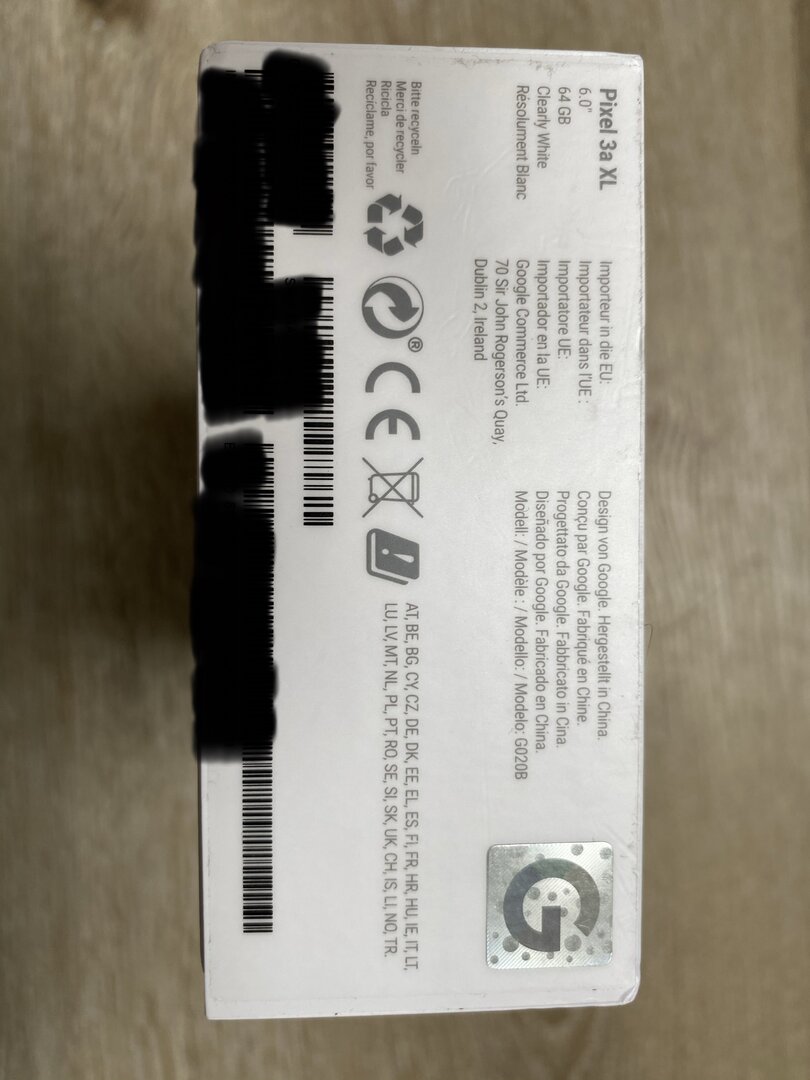 Pixel 3a XL
6.0"
64 GB
Clearly White
Résolument Blanc
Importeur in die EU:
Importateur dans l'UE :
Importatore UE:
Importador en la UE:
Google Commerce Ltd.
70 Sir John Rogerson's Quay,
Dublin 2, Ireland
Design von Google. Hergestellt in China.
Conçu par Google. Fabriqué en Chine.
Progettato da Google. Fabbricato in Cina.
Diseñado por Google. Fabricado en China.
Modell: / Modèle : / Modello: / Modelo: G020B
G
Bitte recyceln
Merci de recycler
Ricicla
Reciclame, por favor
®
CE
AT, BE, BG, CY, CZ, DE, DK, EE, EL, ES, FI, FR, HR, HU, IE, IT, LT,
LU, LV, MT, NL, PL, PT, RO, SE, SI, SK, UK, CH, IS, LI, NO, TR.